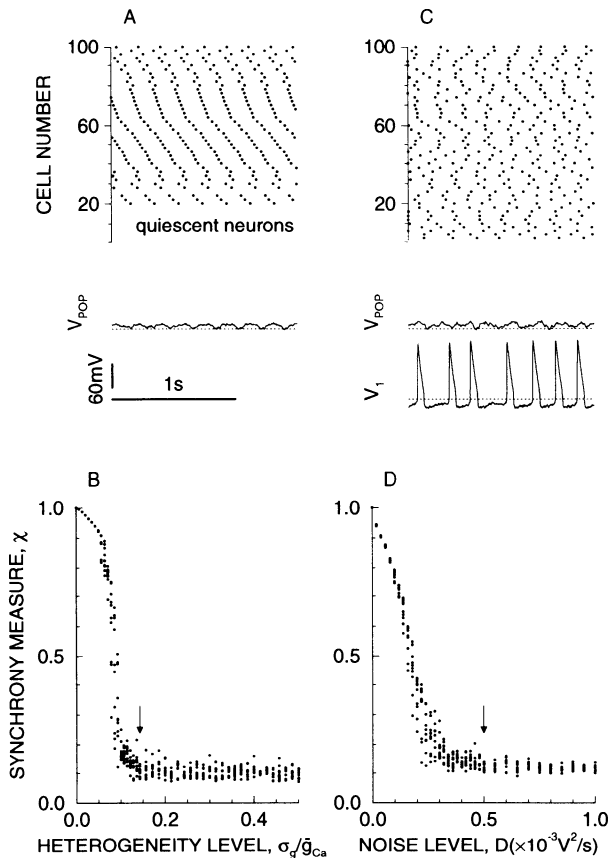 A
C
100
60
20
CELL NUMBER
quiescent neurons
100
60
20
V_POP
60mV
1s
V_POP
V_1
B
D
SYNCHRONY MEASURE, χ
1.0
0.5
0.0
0.0 0.2 0.4
HETEROGENEITY LEVEL, σ_g/ḡ_Ca
1.0
0.5
0.0
0.0 0.5 1.0
NOISE LEVEL, D(×10⁻³V²/s)